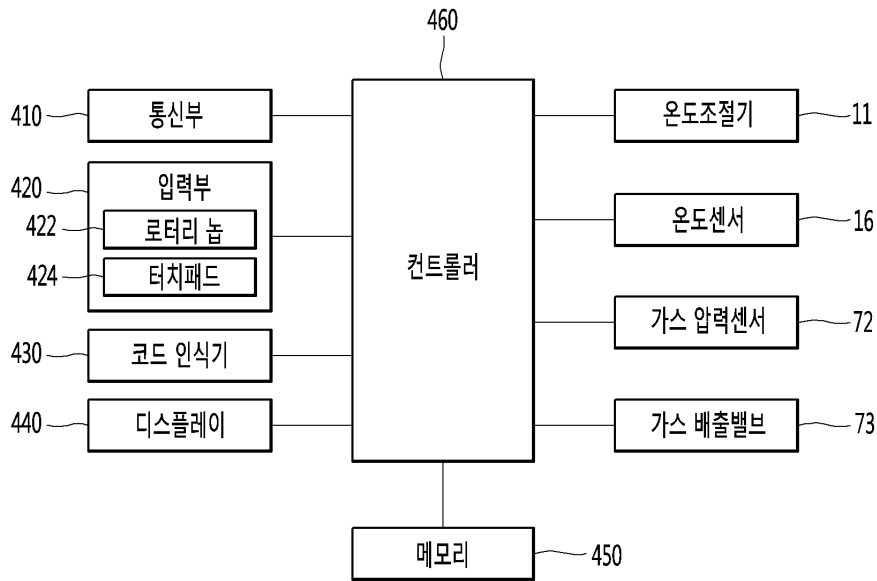 460
410
통신부
420
입력부
422
로터리 놉
424
터치패드
430
코드 인식기
440
디스플레이
컨트롤러
온도조절기
11
온도센서
16
가스 압력센서
72
가스 배출밸브
73
메모리
450